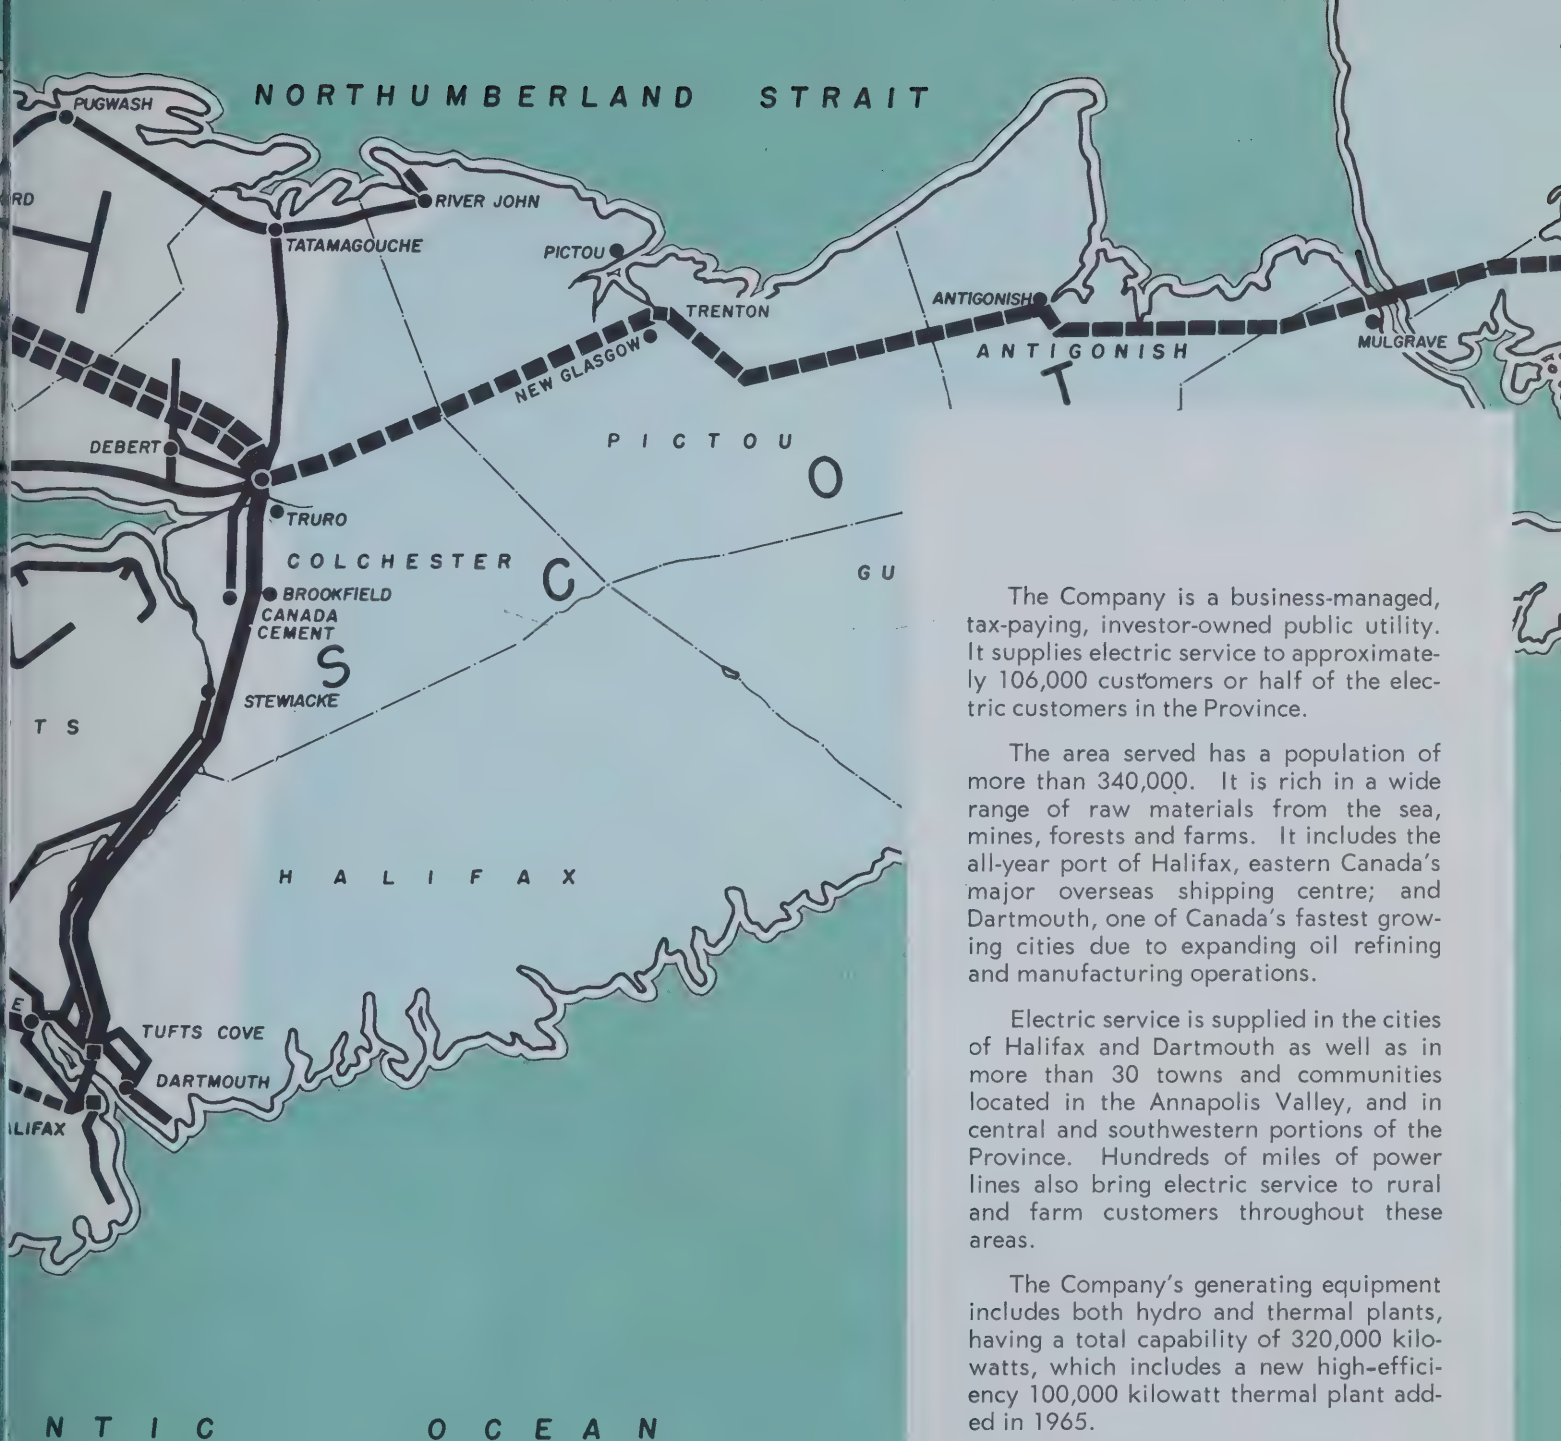 NORTHUMBERLAND STRAIT
PUGWASH
RD
RIVER JOHN
TATAMAGOUCHE
PICTOU
TRENTON
ANTIGONISH
ANTIGONISH
MULGRAVE
NEW GLASGOW
T
DEBERT
PICTOU
O
TRURO
COLCHESTER
C
GU
BROOKFIELD
CANADA
CEMENT
S
STEWIACKE
TS
HALIFAX
E
TUFTS COVE
DARTMOUTH
LIFAX
NTIC OCEAN
The Company is a business-managed,
tax-paying, investor-owned public utility.
It supplies electric service to approximate-
ly 106,000 customers or half of the elec-
tric customers in the Province.
The area served has a population of
more than 340,000. It is rich in a wide
range of raw materials from the sea,
mines, forests and farms. It includes the
all-year port of Halifax, eastern Canada's
major overseas shipping centre; and
Dartmouth, one of Canada's fastest grow-
ing cities due to expanding oil refining
and manufacturing operations.
Electric service is supplied in the cities
of Halifax and Dartmouth as well as in
more than 30 towns and communities
located in the Annapolis Valley, and in
central and southwestern portions of the
Province. Hundreds of miles of power
lines also bring electric service to rural
and farm customers throughout these
areas.
The Company's generating equipment
includes both hydro and thermal plants,
having a total capability of 320,000 kilo-
watts, which includes a new high-effici-
ency 100,000 kilowatt thermal plant add-
ed in 1965.